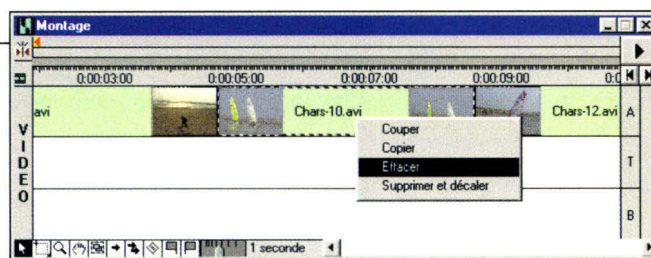 Montage
0:00:03:00 0:00:05:00 0:00:07:00 0:00:09:00
avi Chars-10.avi Chars-12.avi A
VIDEO
Couper
Copier
Effacer
Supprimer et décaler
T
B
1 seconde